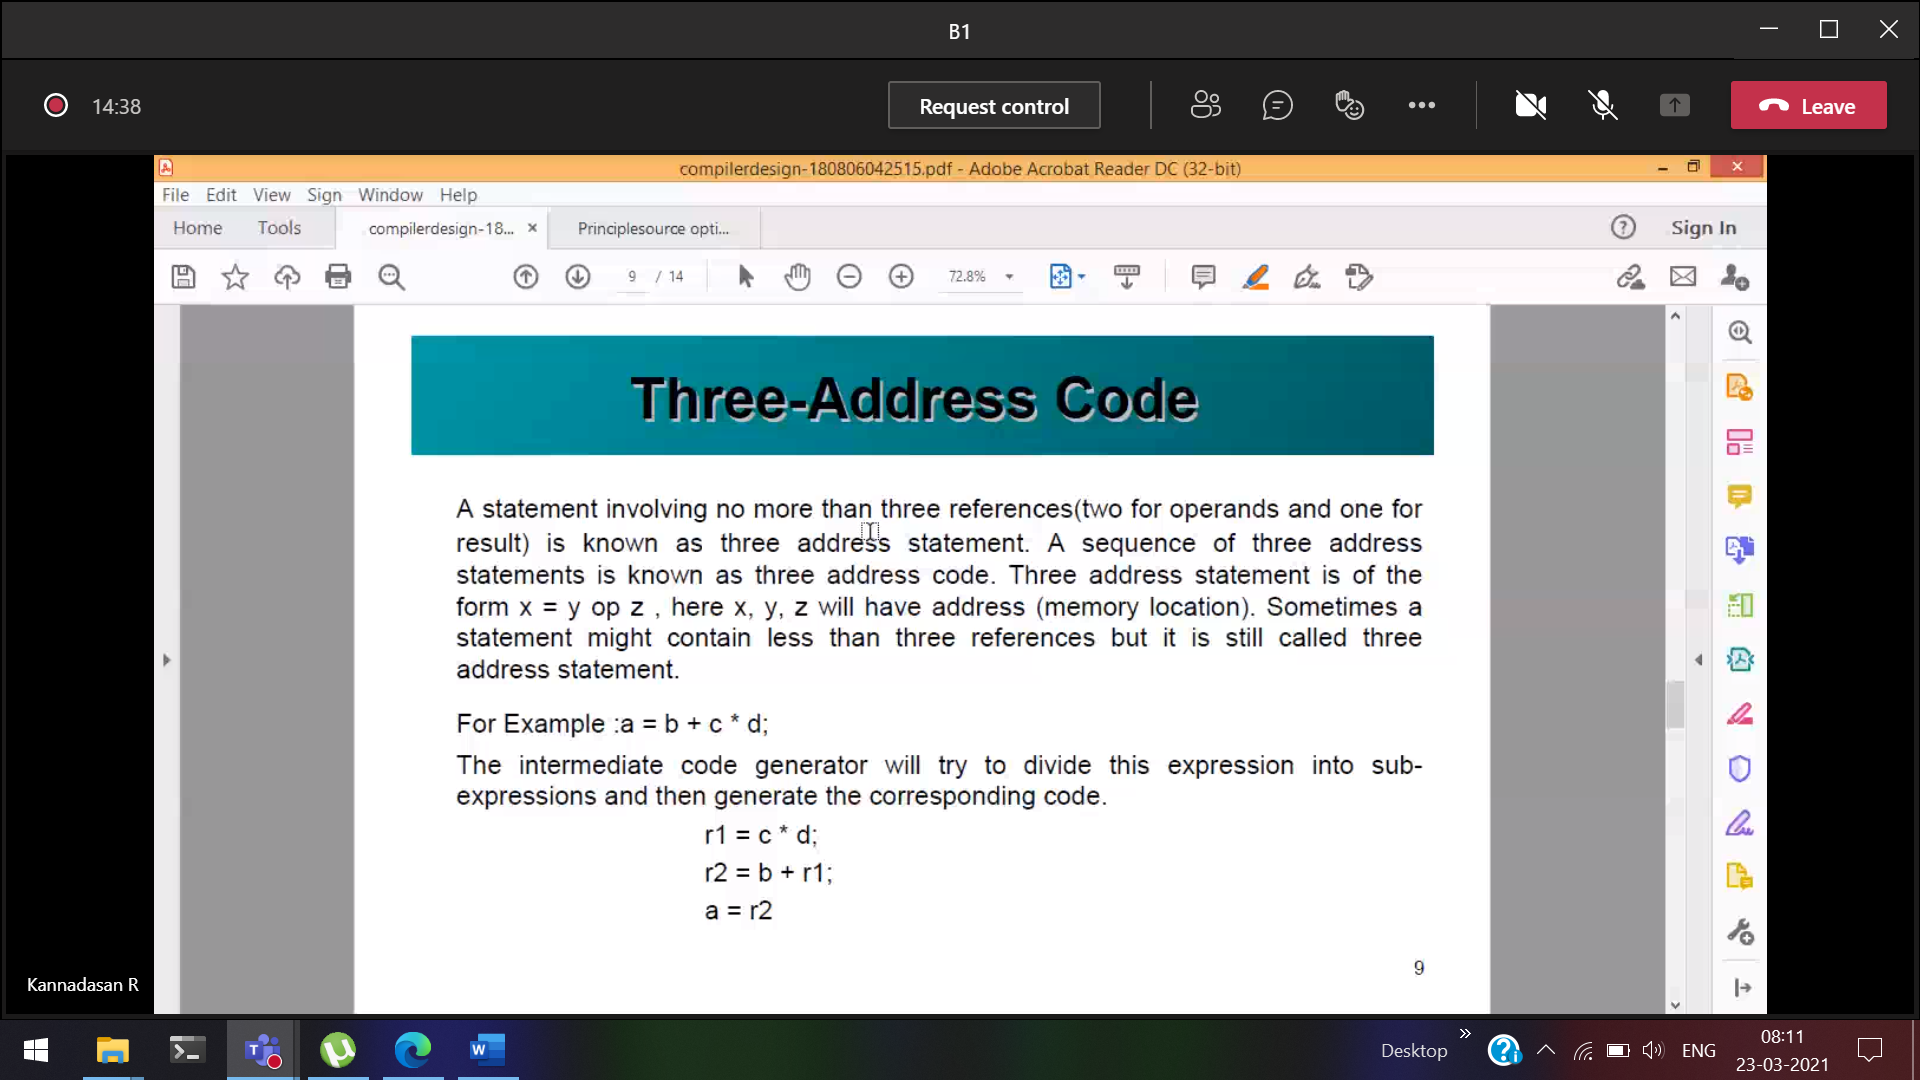 B1
14:38
Request control
Leave
compilerdesign-180806042515.pdf - Adobe Acrobat Reader DC (32-bit)
File Edit View Sign Window Help
Home Tools compilerdesign-18... × Principlesource opti... Sign In
9 / 14 72.8%
Three-Address Code
A statement involving no more than three references(two for operands and one for
result) is known as three address statement. A sequence of three address
statements is known as three address code. Three address statement is of the
form x = y op z , here x, y, z will have address (memory location). Sometimes a
statement might contain less than three references but it is still called three
address statement.
For Example :a = b + c * d;
The intermediate code generator will try to divide this expression into sub-
expressions and then generate the corresponding code.
r1 = c * d;
r2 = b + r1;
a = r2
9
Kannadasan R
Desktop ENG
08:11
23-03-2021